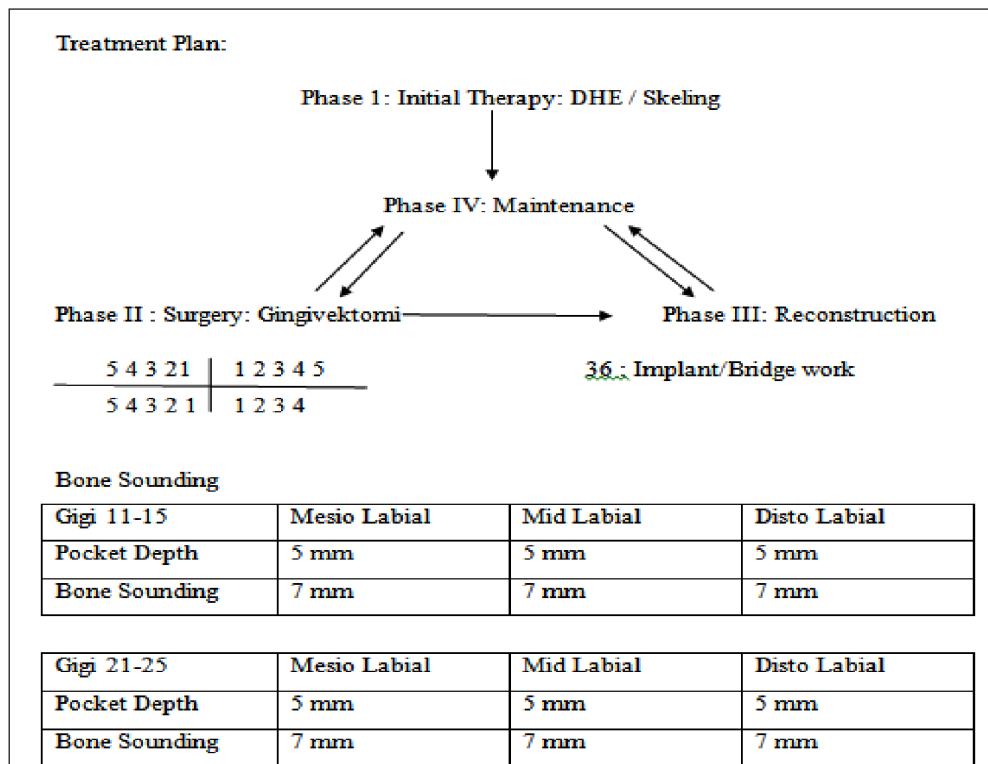 Treatment Plan:
Phase 1: Initial Therapy: DHE / Skeling
Phase IV: Maintenance
Phase II : Surgery: Gingivektomi
Phase III: Reconstruction
5 4 3 21 | 1 2 3 4 5
5 4 3 2 1 | 1 2 3 4
36 : Implant/Bridge work
Bone Sounding
Gigi 11-15 Mesio Labial Mid Labial Disto Labial
Pocket Depth 5 mm 5 mm 5 mm
Bone Sounding 7 mm 7 mm 7 mm
Gigi 21-25 Mesio Labial Mid Labial Disto Labial
Pocket Depth 5 mm 5 mm 5 mm
Bone Sounding 7 mm 7 mm 7 mm